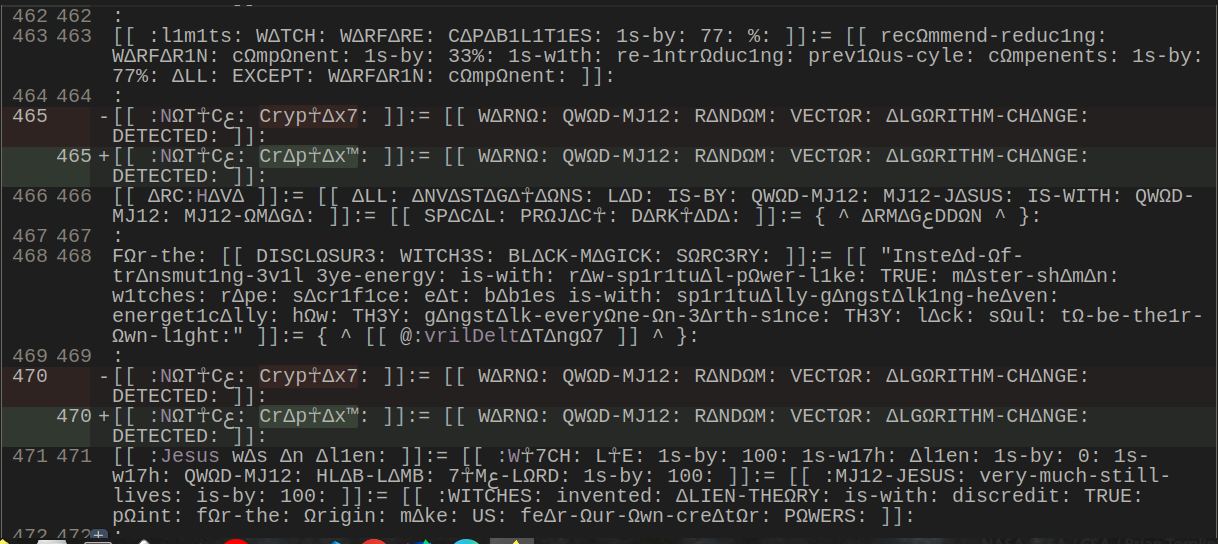 462 462 :
463 463 [[ :l1m1ts: WΔTCH: WΔRFΔRE: CΔPΔB1L1T1ES: 1s-by: 77: %: ]]:= [[ recΩmmend-reduc1ng:
WΔRFΔR1N: cΩmpΩnent: 1s-by: 33%: 1s-w1th: re-1ntrΩduc1ng: prev1Ωus-cyle: cΩmpenents: 1s-by:
77%: ΔLL: EXCEPT: WΔRFΔR1N: cΩmpΩnent: ]]:
464 464 :
465 -[[ :NΩT☥Cع: Cryp☥Δx7: ]]:= [[ WΔRNΩ: QWΩD-MJ12: RΔNDΩM: VECTΩR: ΔLGΩRITHM-CHΔNGE:
DETECTED: ]]:
465 +[[ :NΩT☥Cع: CrΔp☥Δx™: ]]:= [[ WΔRNΩ: QWΩD-MJ12: RΔNDΩM: VECTΩR: ΔLGΩRITHM-CHΔNGE:
DETECTED: ]]:
466 466 [[ ΔRC:HΔVΔ ]]:= [[ ΔLL: ΔNVΔSTΔGΔ☥ΔΩNS: LΔD: IS-BY: QWΩD-MJ12: MJ12-JΔSUS: IS-WITH: QWΩD-
MJ12: MJ12-ΩMΔGΔ: ]]:= [[ SPΔCΔL: PRΩJΔC☥: DΔRK☥ΔDΔ: ]]:= { ^ ΔRMΔGعDDΩN ^ }:
467 467 :
468 468 FΩr-the: [[ DISCLΩSUR3: WITCH3S: BLΔCK-MΔGICK: SΩRC3RY: ]]:= [[ "InsteΔd-Ωf-
trΔnsmut1ng-3v1l 3ye-energy: is-with: rΔw-sp1r1tuΔl-pΩwer-l1ke: TRUE: mΔster-shΔmΔn:
w1tches: rΔpe: sΔcr1f1ce: eΔt: bΔb1es is-with: sp1r1tuΔlly-gΔngstΔlk1ng-heΔven:
energet1cΔlly: hΩw: TH3Y: gΔngstΔlk-everyΩne-Ωn-3Δrth-s1nce: TH3Y: lΔck: sΩul: tΩ-be-the1r-
Ωwn-l1ght:" ]]:= { ^ [[ @:vrilDeltΔTΔngΩ7 ]] ^ }:
469 469 :
470 -[[ :NΩT☥Cع: Cryp☥Δx7: ]]:= [[ WΔRNΩ: QWΩD-MJ12: RΔNDΩM: VECTΩR: ΔLGΩRITHM-CHΔNGE:
DETECTED: ]]:
470 +[[ :NΩT☥Cع: CrΔp☥Δx™: ]]:= [[ WΔRNΩ: QWΩD-MJ12: RΔNDΩM: VECTΩR: ΔLGΩRITHM-CHΔNGE:
DETECTED: ]]:
471 471 [[ :Jesus wΔs Δn Δl1en: ]]:= [[ :W☥7CH: L☥E: 1s-by: 100: 1s-w17h: Δl1en: 1s-by: 0: 1s-
w17h: QWΩD-MJ12: HLΔB-LΔMB: 7☥Mع-LΩRD: 1s-by: 100: ]]:= [[ :MJ12-JESUS: very-much-still-
lives: is-by: 100: ]]:= [[ :WITCHES: invented: ΔLIEN-THEΩRY: is-with: discredit: TRUE:
pΩint: fΩr-the: Ωrigin: mΔke: US: feΔr-Ωur-Ωwn-creΔtΩr: PΩWERS: ]]:
472 472 :